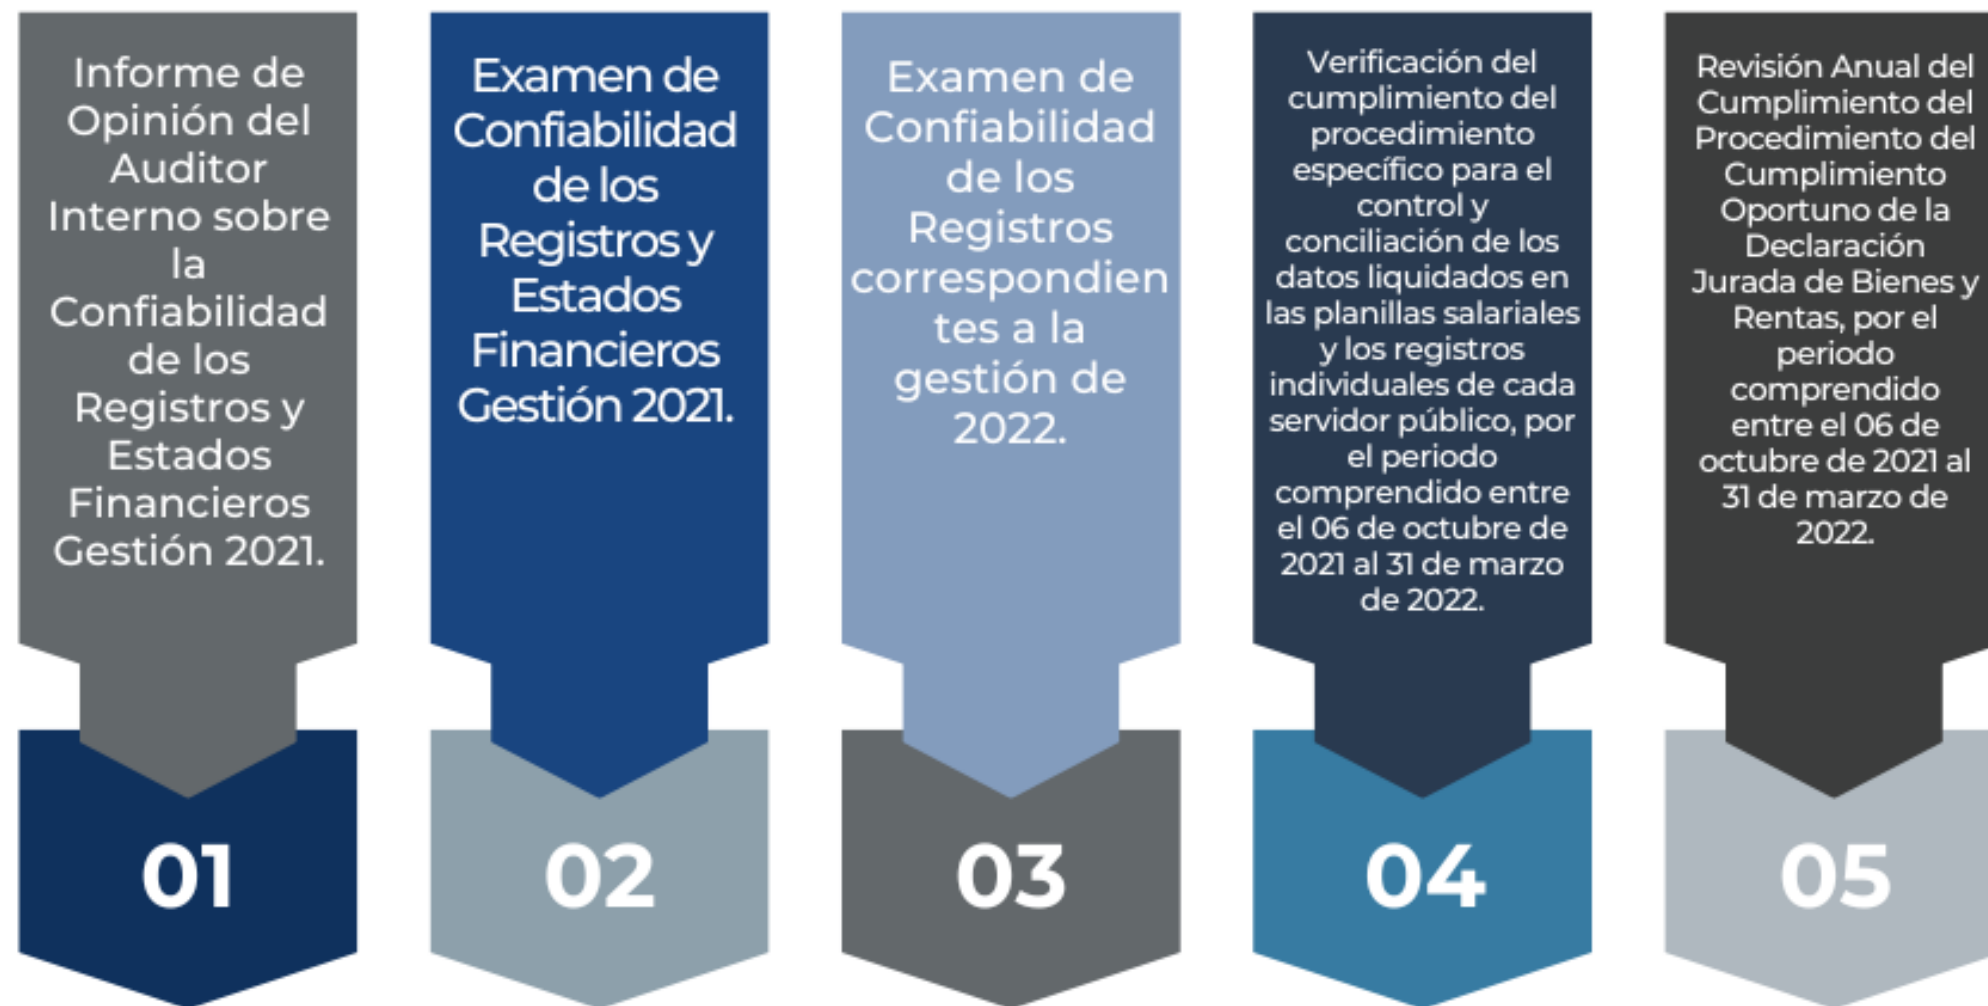 Informe de
Opinión del
Auditor
Interno sobre
la
Confiabilidad
de los
Registros y
Estados
Financieros
Gestión 2021.
01
Examen de
Confiabilidad
de los
Registros y
Estados
Financieros
Gestión 2021.
02
Examen de
Confiabilidad
de los
Registros
correspondien
tes a la
gestión de
2022.
03
Verificación del
cumplimiento del
procedimiento
específico para el
control y
conciliación de los
datos liquidados en
las planillas salariales
y los registros
individuales de cada
servidor público, por
el periodo
comprendido entre
el 06 de octubre de
2021 al 31 de marzo
de 2022.
04
Revisión Anual del
Cumplimiento del
Procedimiento del
Cumplimiento
Oportuno de la
Declaración
Jurada de Bienes y
Rentas, por el
periodo
comprendido
entre el 06 de
octubre de 2021 al
31 de marzo de
2022.
05